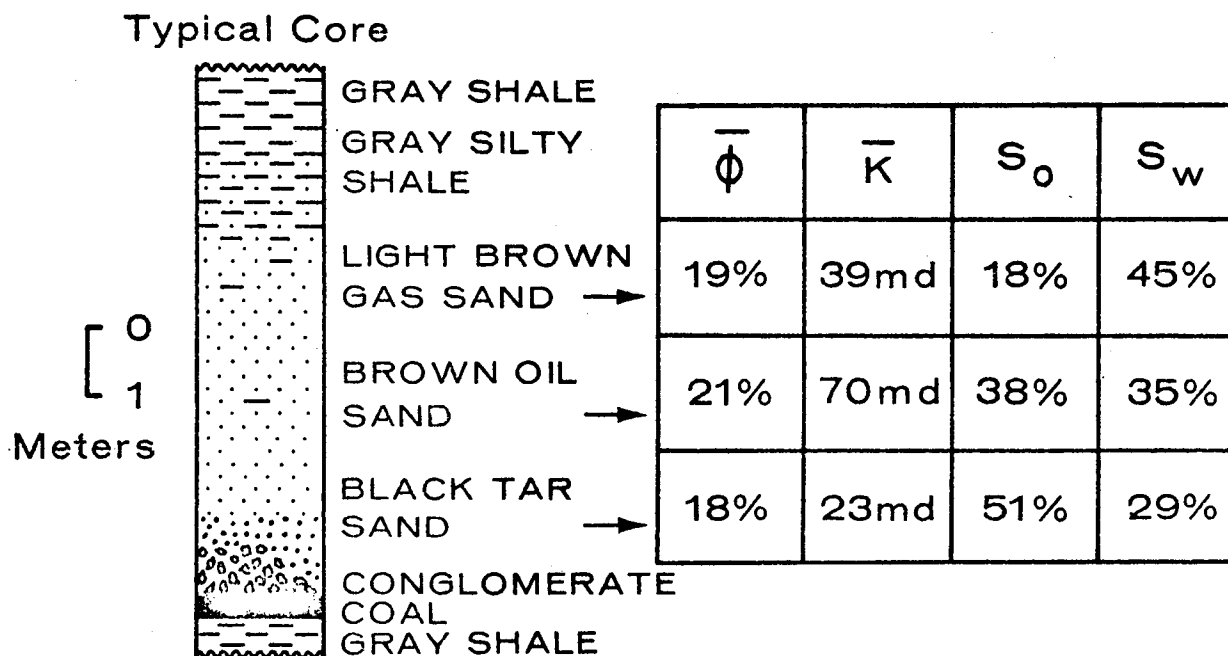 Typical Core
GRAY SHALE
GRAY SILTY
SHALE
LIGHT BROWN
GAS SAND →
BROWN OIL
SAND →
BLACK TAR
SAND →
CONGLOMERATE
COAL
GRAY SHALE
0
1
Meters
ϕ̅ K̅ So Sw
19% 39md 18% 45%
21% 70md 38% 35%
18% 23md 51% 29%